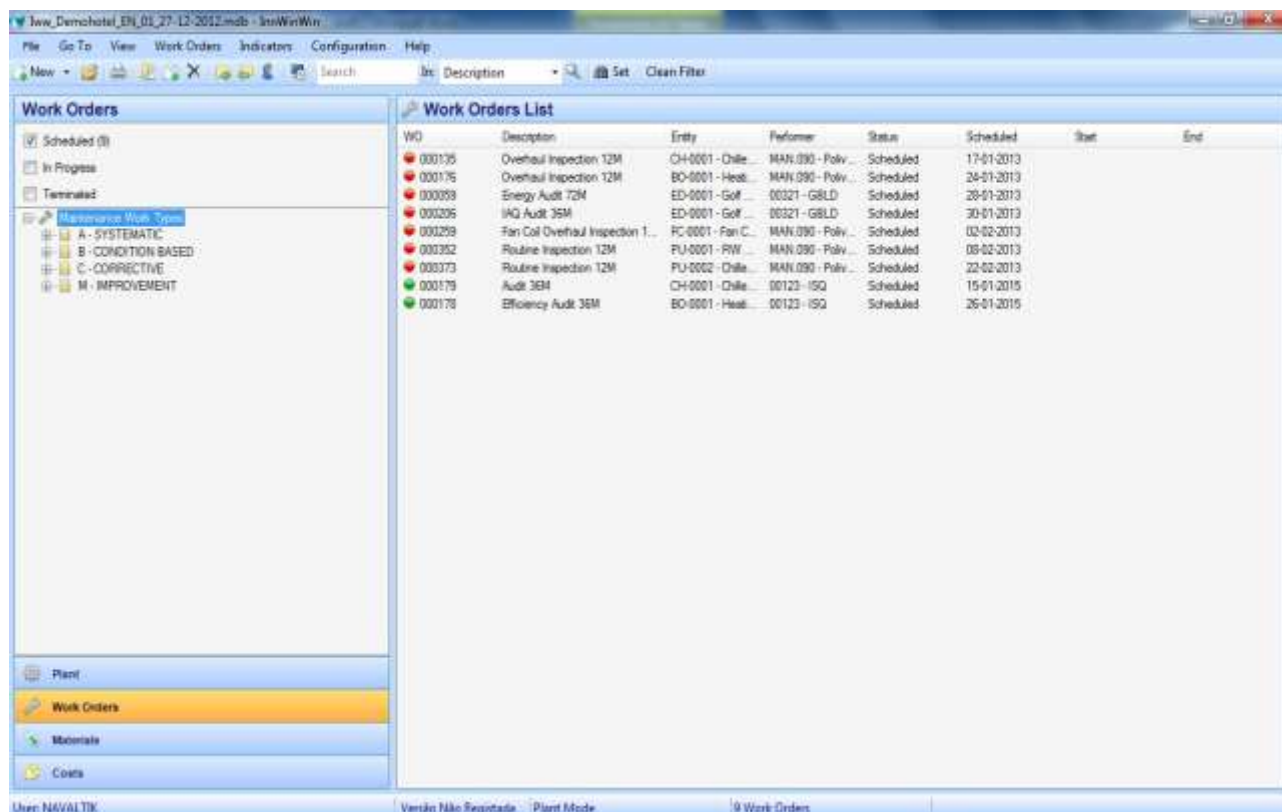 Iww_Demohotel_EN_01_27-12-2012.mdb - InnWinWin
File Go To View Work Orders Indicators Configuration Help
New Search In: Description Set Clean Filter
Work Orders
Scheduled (9)
In Progress
Terminated
Maintenance Work Types
A - SYSTEMATIC
B - CONDITION BASED
C - CORRECTIVE
M - IMPROVEMENT
Plant
Work Orders
Materials
Costs
Work Orders List
WO Description Entity Performer Status Scheduled Start End
000135 Overhaul Inspection 12M CH-0001 - Chille... MAN.090 - Poliv... Scheduled 17-01-2013
000176 Overhaul Inspection 12M BO-0001 - Heati... MAN.090 - Poliv... Scheduled 24-01-2013
000059 Energy Audit 72M ED-0001 - Golf ... 00321 - GBLD Scheduled 28-01-2013
000206 IAQ Audit 36M ED-0001 - Golf ... 00321 - GBLD Scheduled 30-01-2013
000259 Fan Coil Overhaul Inspection 1... FC-0001 - Fan C... MAN.090 - Poliv... Scheduled 02-02-2013
000352 Routine Inspection 12M PU-0001 - RW ... MAN.090 - Poliv... Scheduled 08-02-2013
000373 Routine Inspection 12M PU-0002 - Chille... MAN.090 - Poliv... Scheduled 22-02-2013
000179 Audit 36M CH-0001 - Chille... 00123 - ISQ Scheduled 15-01-2015
000178 Efficiency Audit 36M BO-0001 - Heati... 00123 - ISQ Scheduled 26-01-2015
User: NAVALTIK Versão Não Registada Plant Mode 9 Work Orders